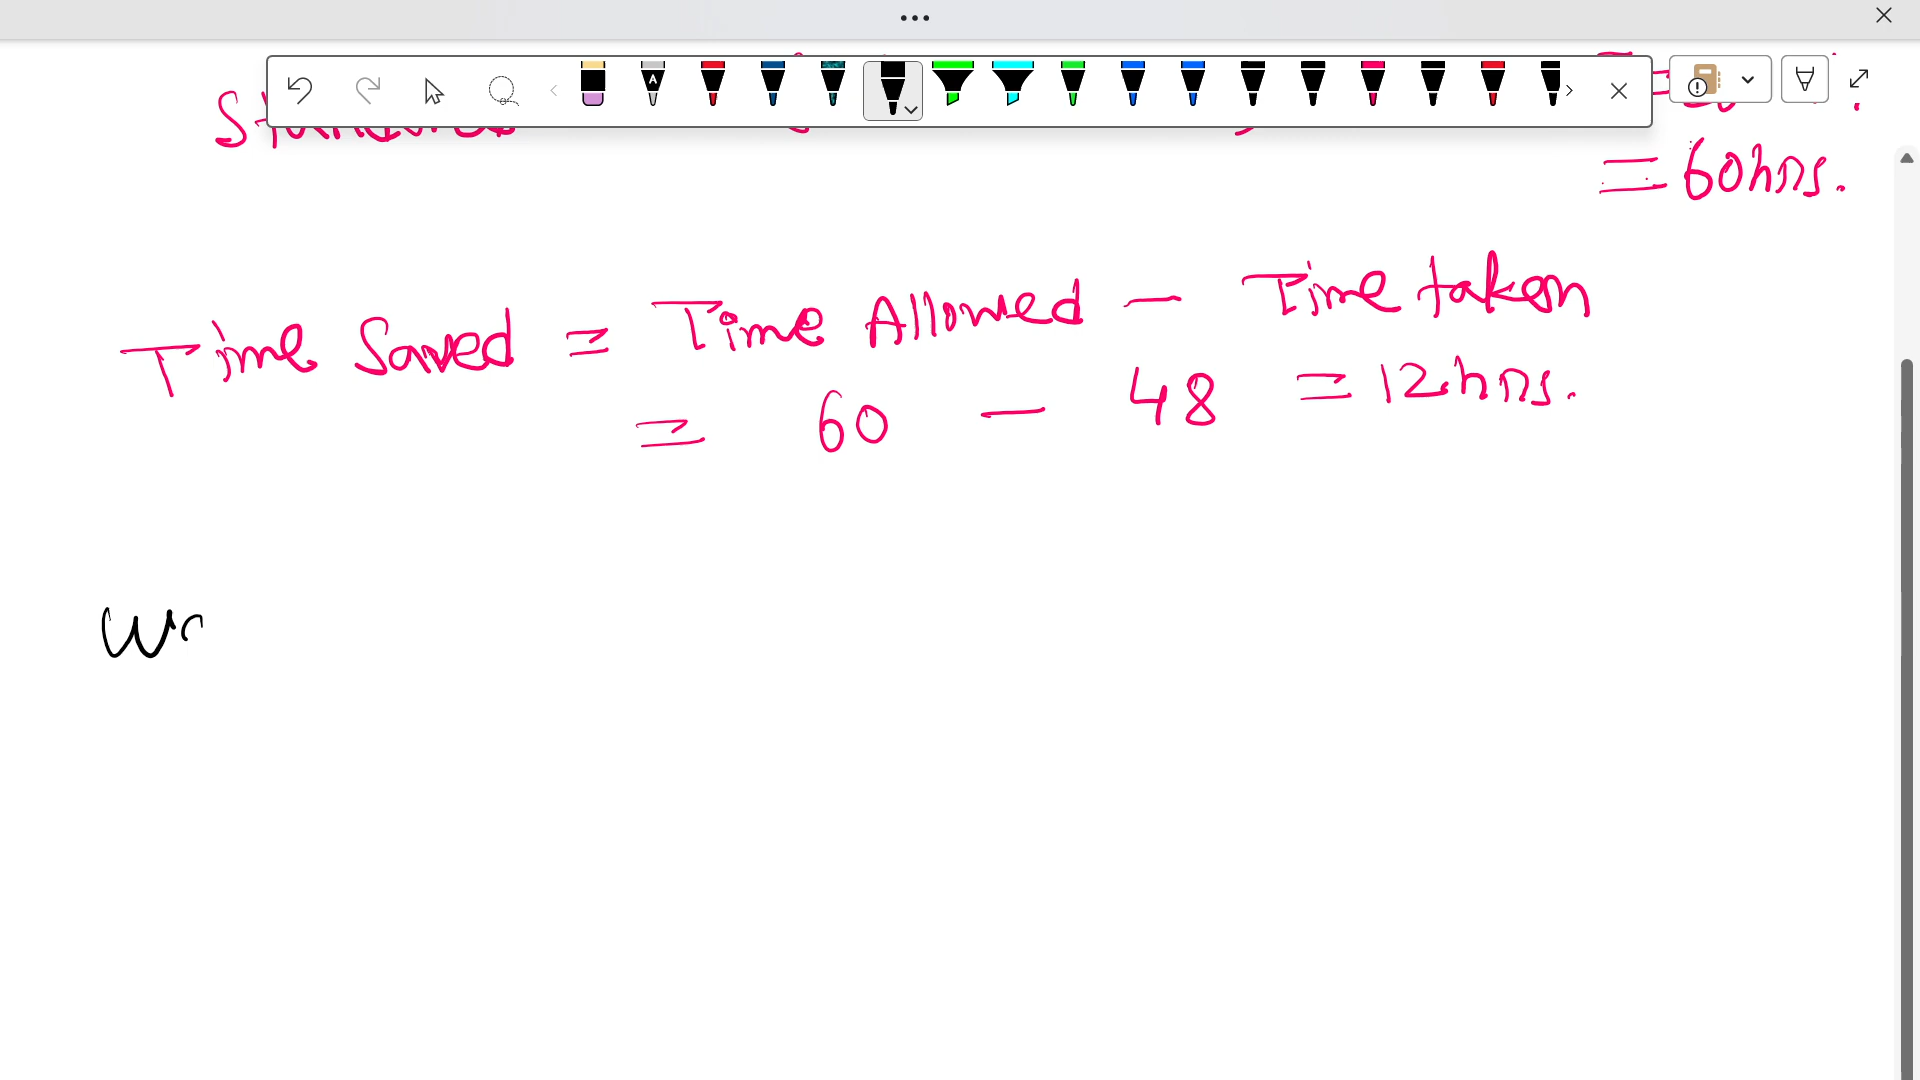 = 60hrs.
Time Saved = Time Allowed - Time taken
= 60 - 48 = 12hrs.